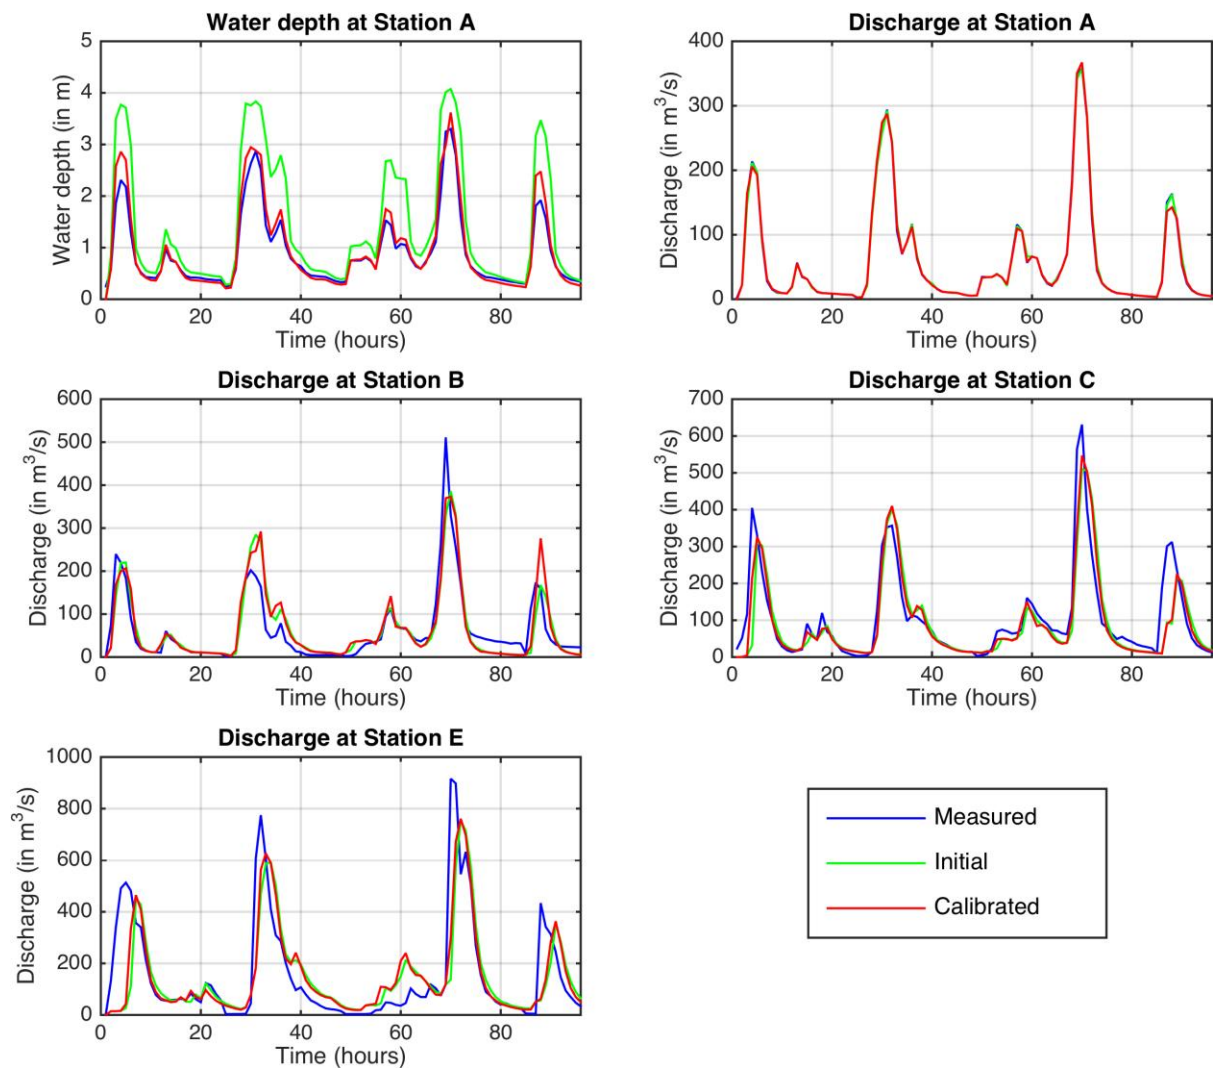 Water depth at Station A
Water depth (in m)
5
4
3
2
1
0
0 20 40 60 80
Time (hours)
Discharge at Station A
Discharge (in m³/s)
400
300
200
100
0
0 20 40 60 80
Time (hours)
Discharge at Station B
Discharge (in m³/s)
600
500
400
300
200
100
0
0 20 40 60 80
Time (hours)
Discharge at Station C
Discharge (in m³/s)
700
600
500
400
300
200
100
0
0 20 40 60 80
Time (hours)
Discharge at Station E
Discharge (in m³/s)
1000
800
600
400
200
0
0 20 40 60 80
Time (hours)
Measured
Initial
Calibrated